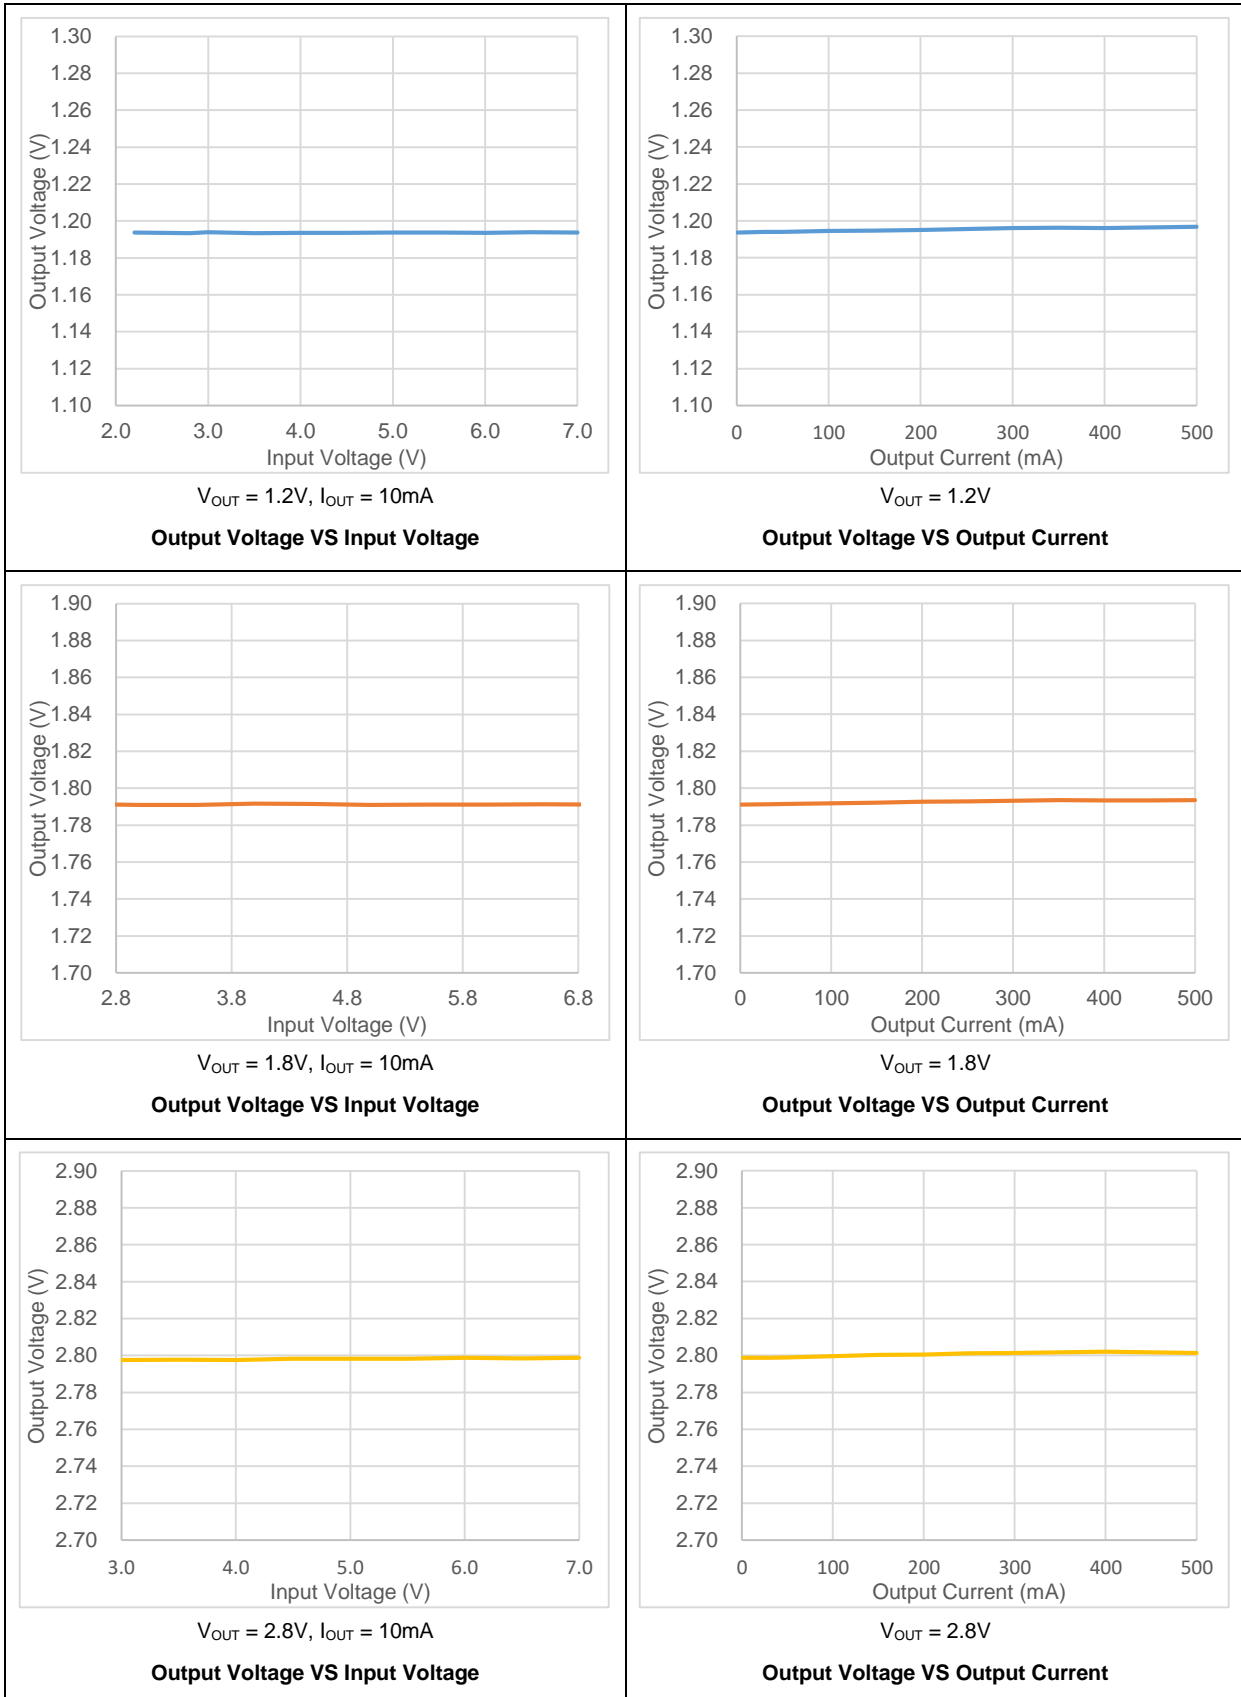 1.30
1.28
1.26
1.24
1.22
1.20
1.18
1.16
1.14
1.12
1.10
Output Voltage (V)
2.0 3.0 4.0 5.0 6.0 7.0
Input Voltage (V)
VOUT = 1.2V, IOUT = 10mA
Output Voltage VS Input Voltage
1.30
1.28
1.26
1.24
1.22
1.20
1.18
1.16
1.14
1.12
1.10
Output Voltage (V)
0 100 200 300 400 500
Output Current (mA)
VOUT = 1.2V
Output Voltage VS Output Current
1.90
1.88
1.86
1.84
1.82
1.80
1.78
1.76
1.74
1.72
1.70
Output Voltage (V)
2.8 3.8 4.8 5.8 6.8
Input Voltage (V)
VOUT = 1.8V, IOUT = 10mA
Output Voltage VS Input Voltage
1.90
1.88
1.86
1.84
1.82
1.80
1.78
1.76
1.74
1.72
1.70
Output Voltage (V)
0 100 200 300 400 500
Output Current (mA)
VOUT = 1.8V
Output Voltage VS Output Current
2.90
2.88
2.86
2.84
2.82
2.80
2.78
2.76
2.74
2.72
2.70
Output Voltage (V)
3.0 4.0 5.0 6.0 7.0
Input Voltage (V)
VOUT = 2.8V, IOUT = 10mA
Output Voltage VS Input Voltage
2.90
2.88
2.86
2.84
2.82
2.80
2.78
2.76
2.74
2.72
2.70
Output Voltage (V)
0 100 200 300 400 500
Output Current (mA)
VOUT = 2.8V
Output Voltage VS Output Current